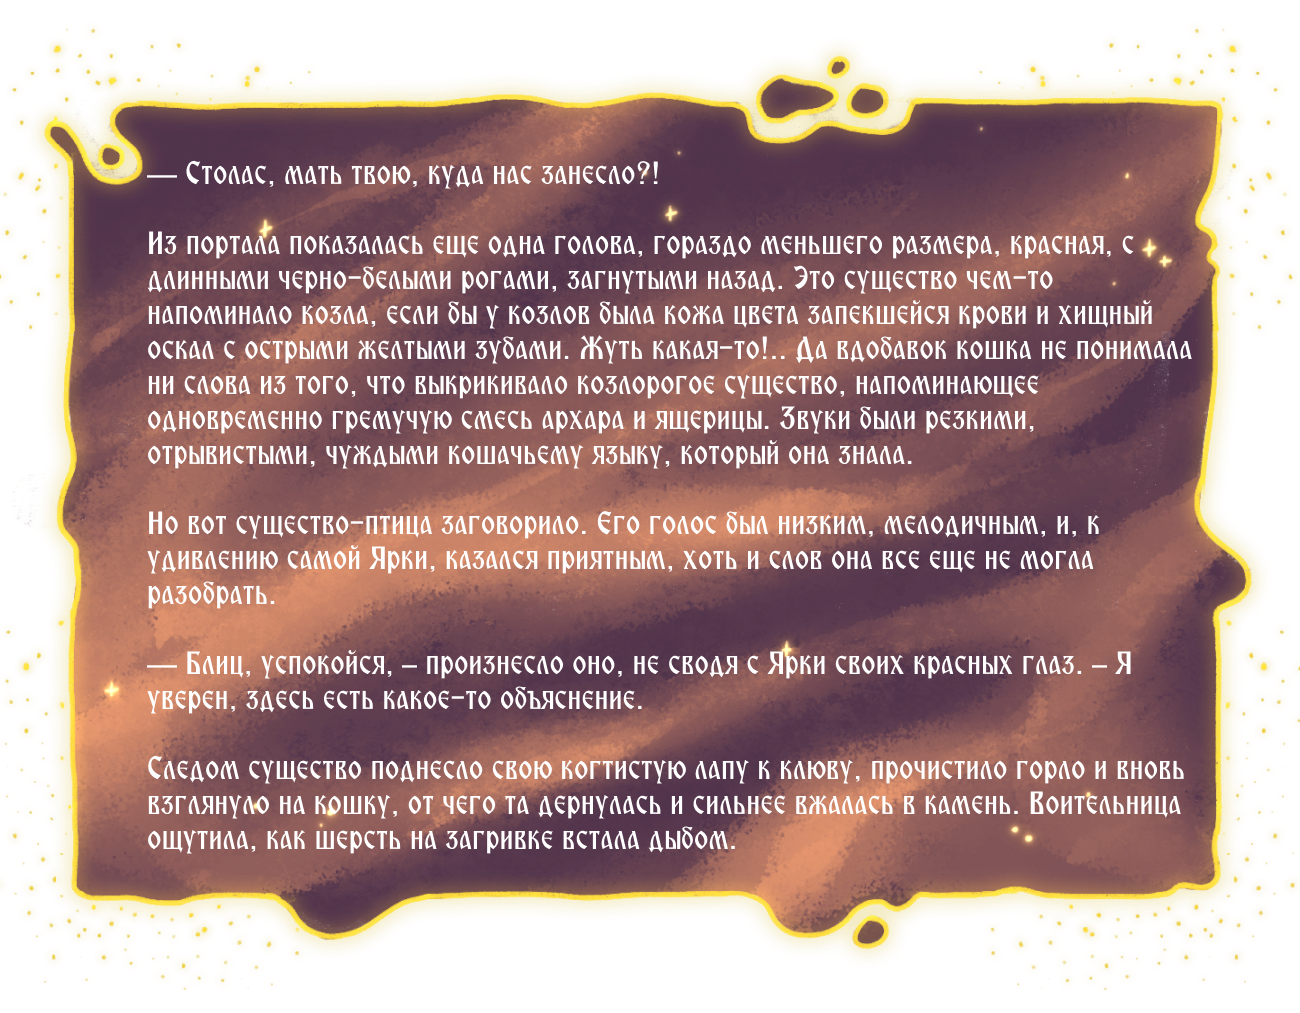 — Столас, мать твою, куда нас занесло?!
Из портала показалась еще одна голова, гораздо меньшего размера, красная, с
длинными черно-белыми рогами, загнутыми назад. Это существо чем-то
напоминало козла, если бы у козлов была кожа цвета запекшейся крови и хищный
оскал с острыми желтыми зубами. Жуть какая-то!.. Да вдобавок кошка не понимала
ни слова из того, что выкрикивало козлорогое существо, напоминающее
одновременно гремучую смесь архара и ящерицы. Звуки были резкими,
отрывистыми, чуждыми кошачьему языку, который она знала.
Но вот существо-птица заговорило. Его голос был низким, мелодичным, и, к
удивлению самой Ярки, казался приятным, хоть и слов она все еще не могла
разобрать.
— Блиц, успокойся, – произнесло оно, не сводя с Ярки своих красных глаз. – Я
уверен, здесь есть какое-то объяснение.
Следом существо поднесло свою когтистую лапу к клюву, прочистило горло и вновь
взглянуло на кошку, от чего та дернулась и сильнее вжалась в камень. Воительница
ощутила, как шерсть на загривке встала дыбом.